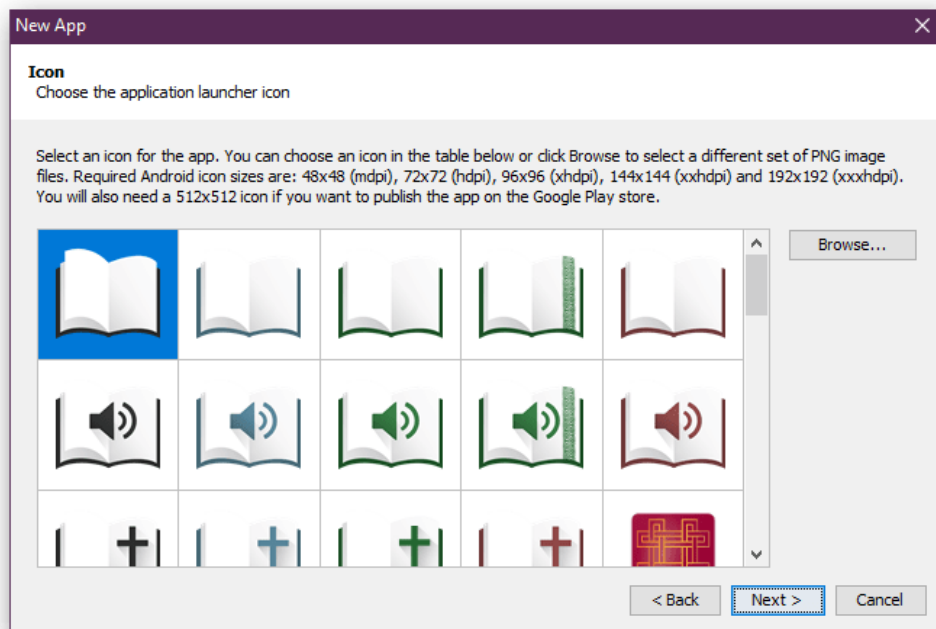 New App
Icon
Choose the application launcher icon
Select an icon for the app. You can choose an icon in the table below or click Browse to select a different set of PNG image
files. Required Android icon sizes are: 48x48 (mdpi), 72x72 (hdpi), 96x96 (xhdpi), 144x144 (xxhdpi) and 192x192 (xxxhdpi).
You will also need a 512x512 icon if you want to publish the app on the Google Play store.
Browse...
< Back
Next >
Cancel